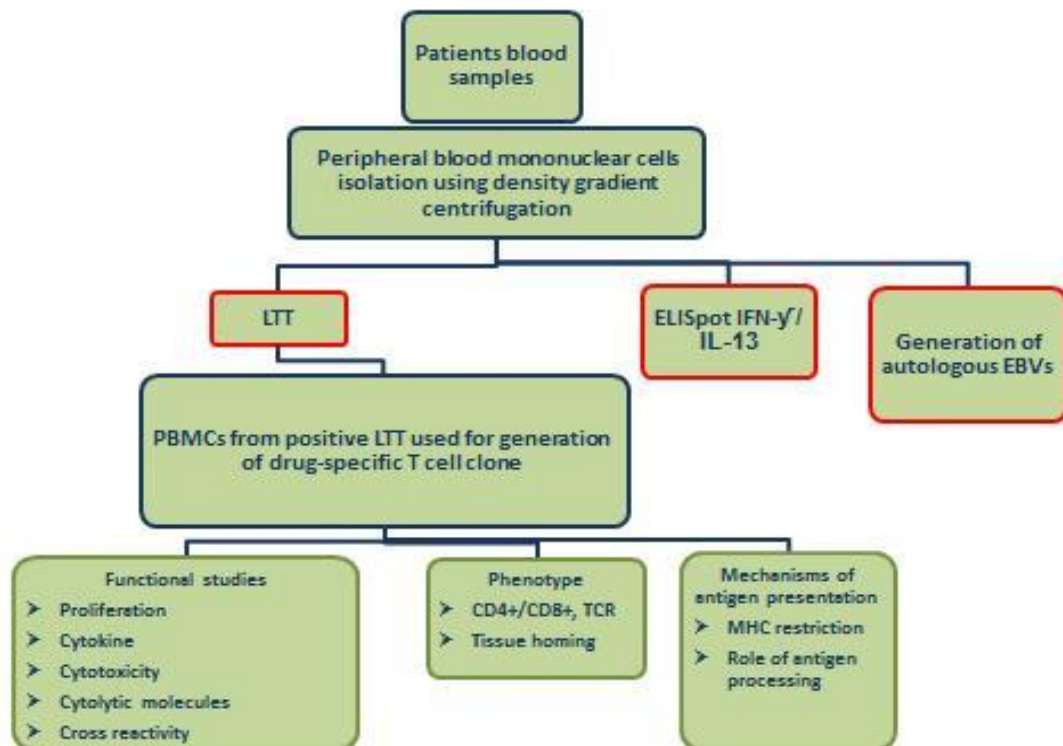 Patients blood
samples
Peripheral blood mononuclear cells
isolation using density gradient
centrifugation
LTT
ELISpot IFN-γ/
IL-13
Generation of
autologous EBVs
PBMCs from positive LTT used for generation
of drug-specific T cell clone
Functional studies
➤ Proliferation
➤ Cytokine
➤ Cytotoxicity
➤ Cytolytic molecules
➤ Cross reactivity
Phenotype
➤ CD4+/CD8+, TCR
➤ Tissue homing
Mechanisms of
antigen presentation
➤ MHC restriction
➤ Role of antigen
processing